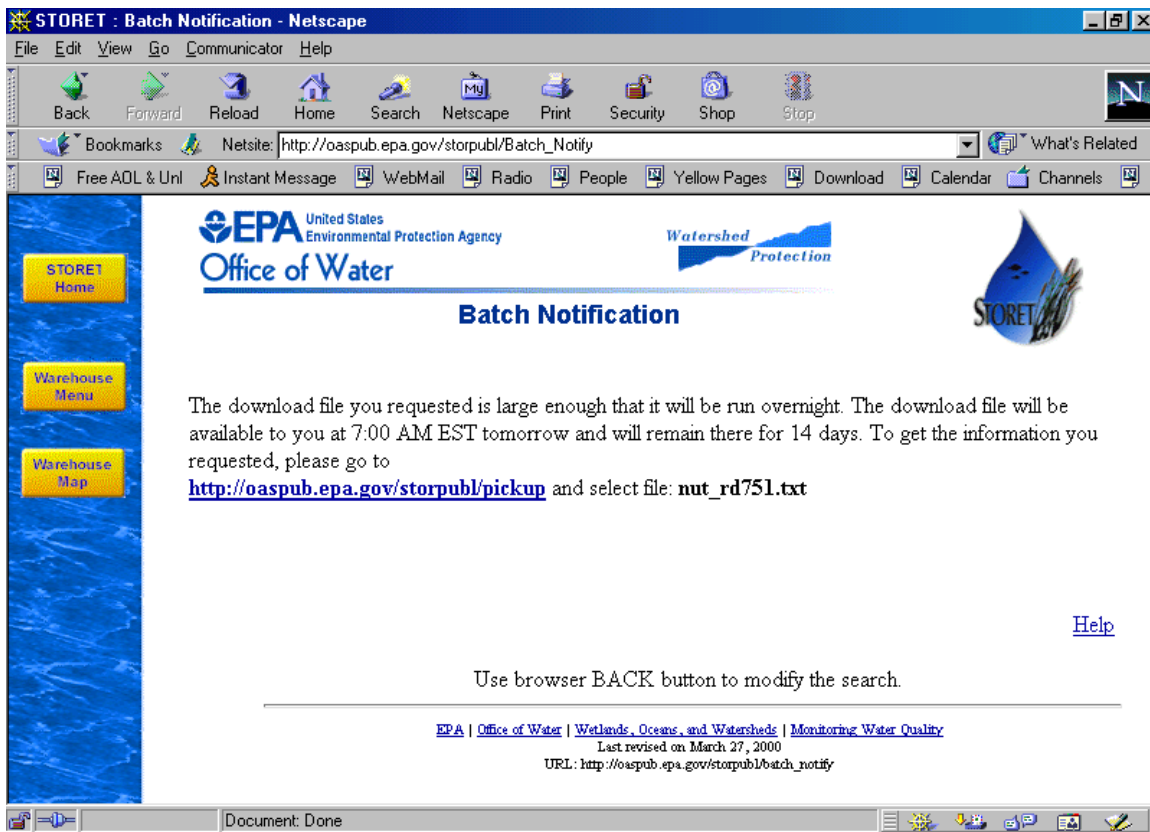 STORET : Batch Notification - Netscape
File Edit View Go Communicator Help
Back Forward Reload Home Search Netscape Print Security Shop Stop
My
N
Bookmarks Netsite: http://oaspub.epa.gov/storpubl/Batch_Notify What's Related
Free AOL & Unl Instant Message WebMail Radio People Yellow Pages Download Calendar Channels
EPA United States
Environmental Protection Agency
Office of Water
Watershed
Protection
STORET
STORET
Home
Batch Notification
Warehouse
Menu
Warehouse
Map
The download file you requested is large enough that it will be run overnight. The download file will be
available to you at 7:00 AM EST tomorrow and will remain there for 14 days. To get the information you
requested, please go to
http://oaspub.epa.gov/storpubl/pickup and select file: nut_rd751.txt
Help
Use browser BACK button to modify the search.
EPA | Office of Water | Wetlands, Oceans, and Watersheds | Monitoring Water Quality
Last revised on March 27, 2000
URL: http://oaspub.epa.gov/storpubl/batch_notify
Document: Done